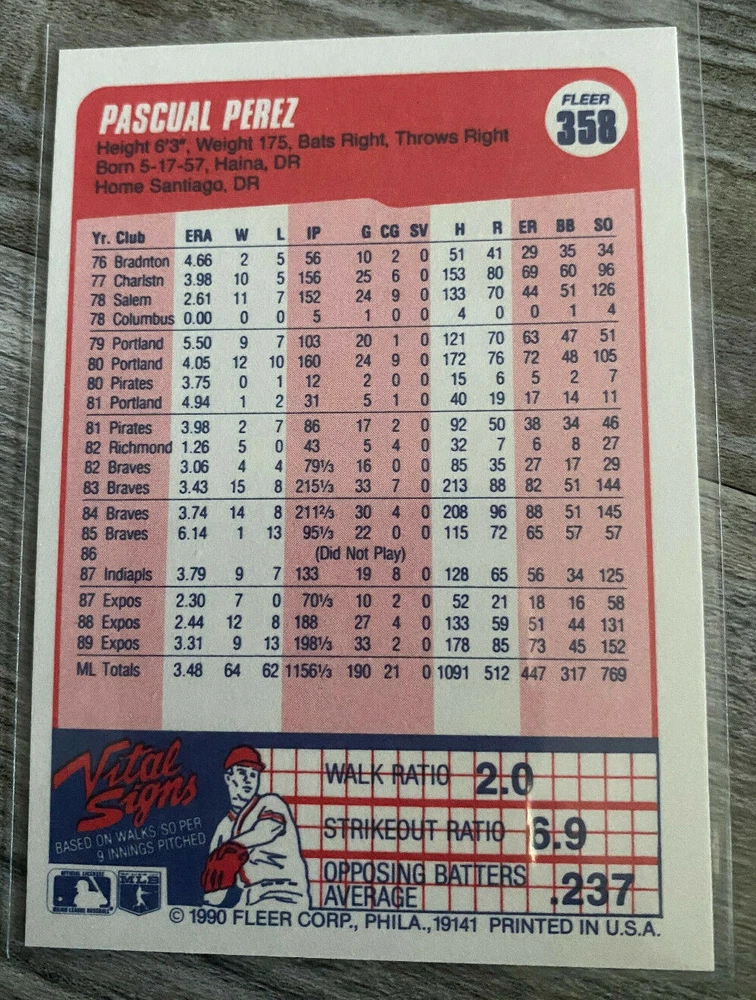 PASCUAL PEREZ
FLEER
358
Height 6'3", Weight 175, Bats Right, Throws Right
Born 5-17-57, Haina, DR
Home Santiago, DR
Yr. Club ERA W L IP G CG SV H R ER BB SO
76 Bradnton 4.66 2 5 56 10 2 0 51 41 29 35 34
77 Charlstn 3.98 10 5 156 25 6 0 153 80 69 60 96
78 Salem 2.61 11 7 152 24 9 0 133 70 44 51 126
78 Columbus 0.00 0 0 5 1 0 0 4 0 0 1 4
79 Portland 5.50 9 7 103 20 1 0 121 70 63 47 51
80 Portland 4.05 12 10 160 24 9 0 172 76 72 48 105
80 Pirates 3.75 0 1 12 2 0 0 15 6 5 2 7
81 Portland 4.94 1 2 31 5 1 0 40 19 17 14 11
81 Pirates 3.98 2 7 86 17 2 0 92 50 38 34 46
82 Richmond 1.26 5 0 43 5 4 0 32 7 6 8 27
82 Braves 3.06 4 4 79⅓ 16 0 0 85 35 27 17 29
83 Braves 3.43 15 8 215⅓ 33 7 0 213 88 82 51 144
84 Braves 3.74 14 8 211⅔ 30 4 0 208 96 88 51 145
85 Braves 6.14 1 13 95⅓ 22 0 0 115 72 65 57 57
86 (Did Not Play)
87 Indiapls 3.79 9 7 133 19 8 0 128 65 56 34 125
87 Expos 2.30 7 0 70⅓ 10 2 0 52 21 18 16 58
88 Expos 2.44 12 8 188 27 4 0 133 59 51 44 131
89 Expos 3.31 9 13 198⅓ 33 2 0 178 85 73 45 152
ML Totals 3.48 64 62 1156⅓ 190 21 0 1091 512 447 317 769
Vital
Signs
BASED ON WALKS/SO PER
9 INNINGS PITCHED
WALK RATIO 2.0
STRIKEOUT RATIO 6.9
OPPOSING BATTERS
AVERAGE .237
OFFICIAL LICENSEE
MAJOR LEAGUE BASEBALL
© 1990 FLEER CORP., PHILA., 19141 PRINTED IN U.S.A.